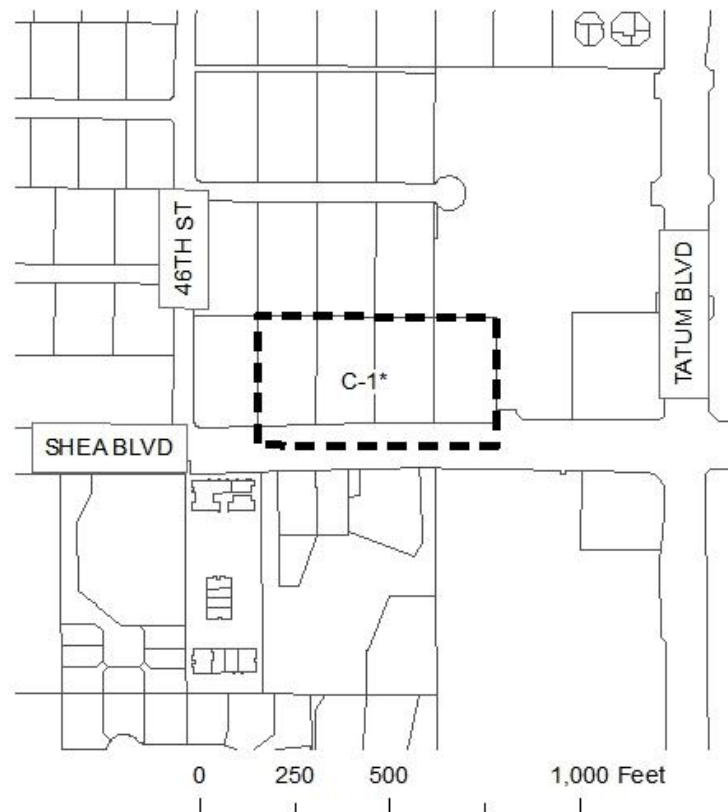 46TH ST
TATUM BLVD
C-1*
SHEA BLVD
0 250 500 1,000 Feet